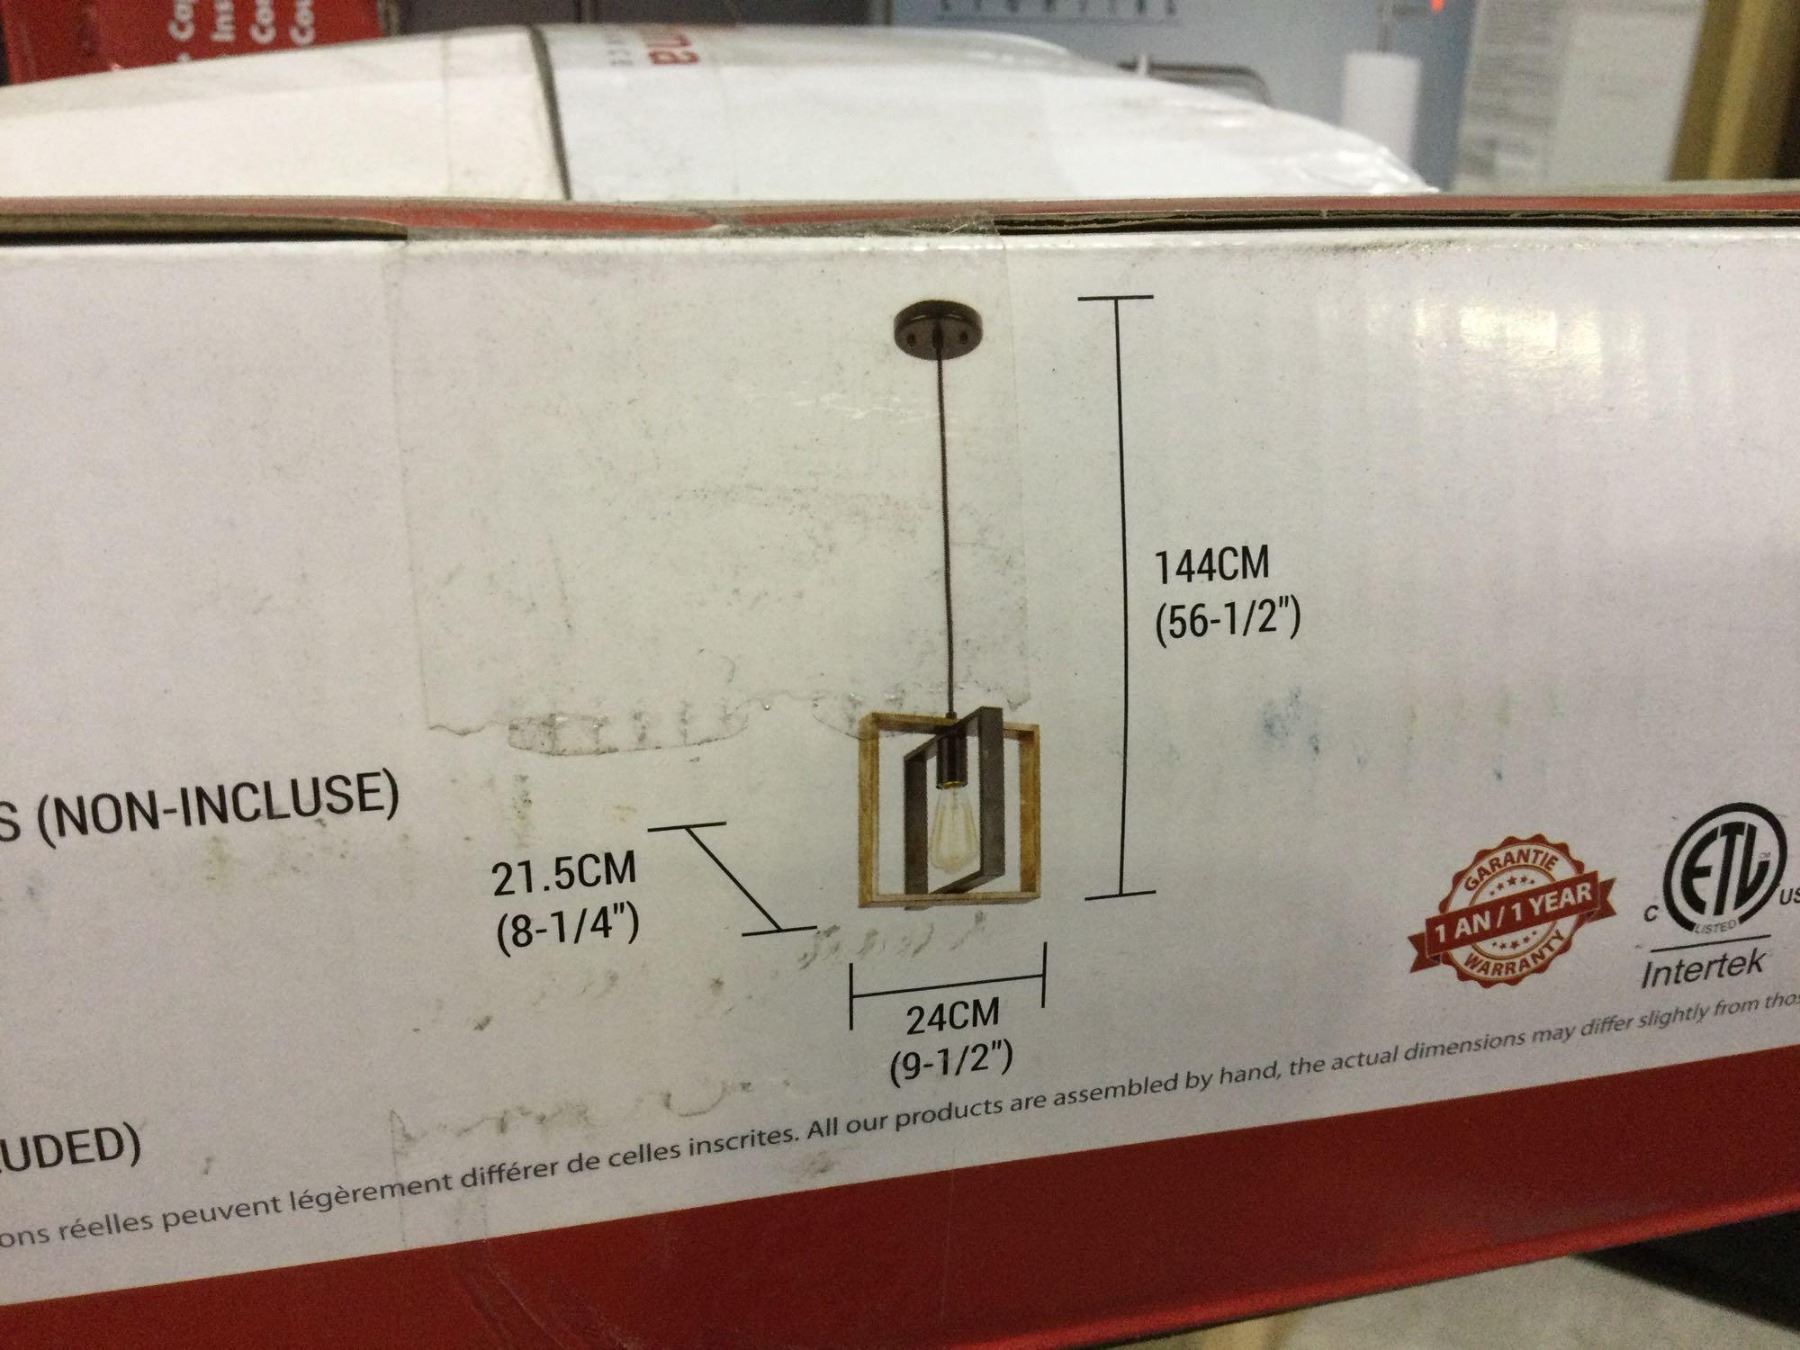 144CM
(56-1/2")
S (NON-INCLUSE)
21.5CM
(8-1/4")
24CM
(9-1/2")
GARANTIE
1 AN / 1 YEAR
WARRANTY
C ETL US
LISTED
Intertek
LUDED)
ons réelles peuvent légèrement différer de celles inscrites. All our products are assembled by hand, the actual dimensions may differ slightly from